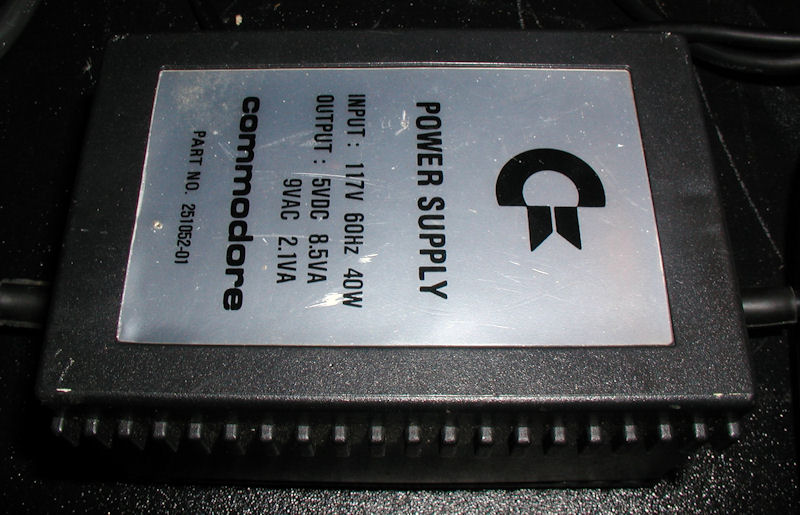 POWER SUPPLY
INPUT : 117V 60Hz 40W
OUTPUT : 5VDC 8.5VA
9VAC 2.1VA
commodore
PART NO. 251052-01